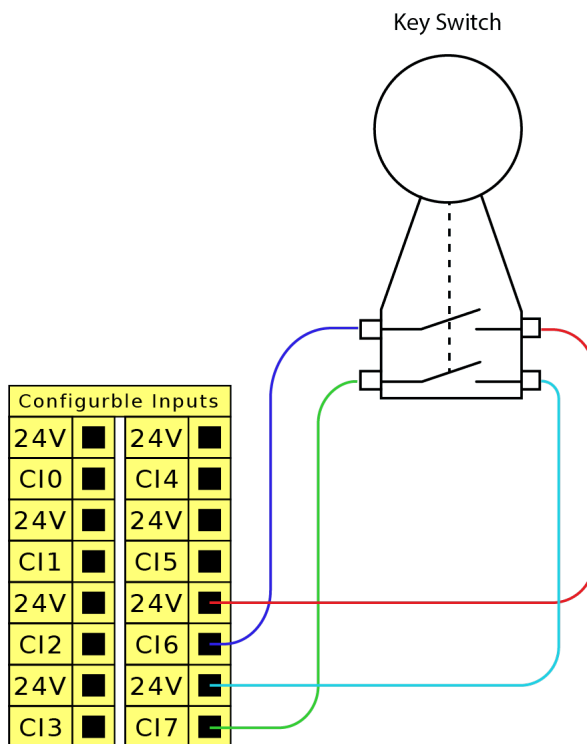 Key Switch
Configurble Inputs
24V 24V
CI0 CI4
24V 24V
CI1 CI5
24V 24V
CI2 CI6
24V 24V
CI3 CI7